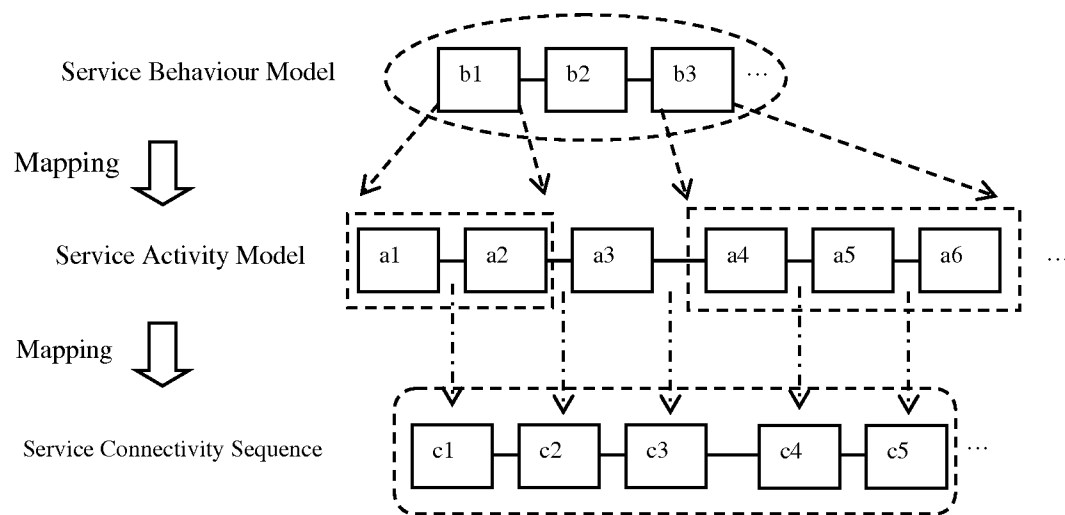 Service Behaviour Model
b1 b2 b3 ...
Mapping
Service Activity Model
a1 a2 a3 a4 a5 a6 ...
Mapping
Service Connectivity Sequence
c1 c2 c3 c4 c5 ...